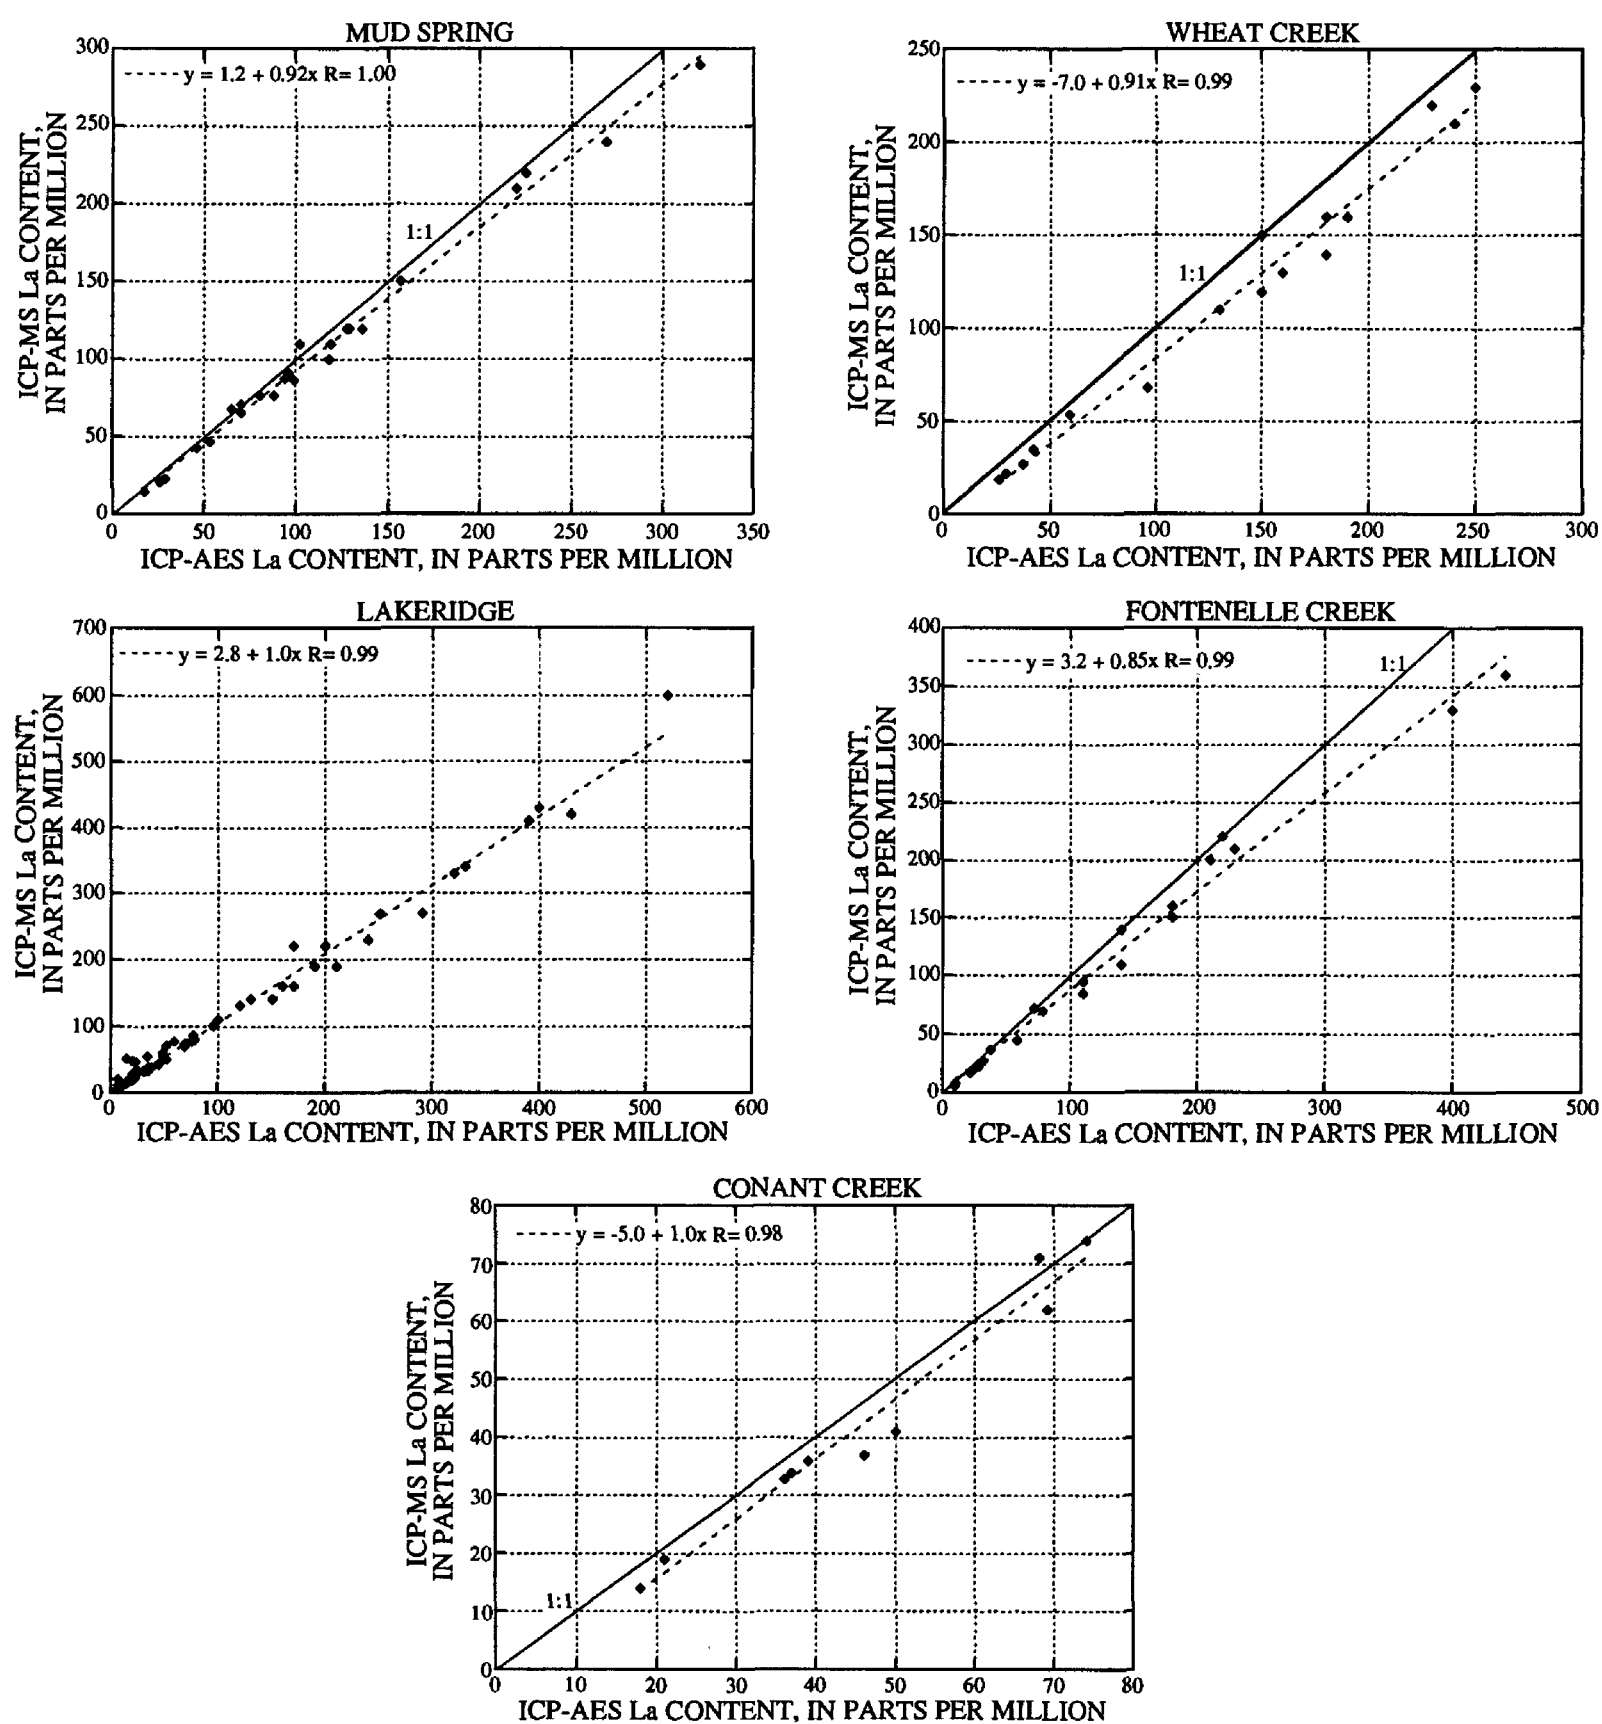 MUD SPRING
y = 1.2 + 0.92x R= 1.00
1:1
ICP-MS La CONTENT,
IN PARTS PER MILLION
300
250
200
150
100
50
0
0 50 100 150 200 250 300 350
ICP-AES La CONTENT, IN PARTS PER MILLION
WHEAT CREEK
y = -7.0 + 0.91x R= 0.99
1:1
ICP-MS La CONTENT,
IN PARTS PER MILLION
250
200
150
100
50
0
0 50 100 150 200 250 300
ICP-AES La CONTENT, IN PARTS PER MILLION
LAKERIDGE
y = 2.8 + 1.0x R= 0.99
ICP-MS La CONTENT,
IN PARTS PER MILLION
700
600
500
400
300
200
100
0
0 100 200 300 400 500 600
ICP-AES La CONTENT, IN PARTS PER MILLION
FONTENELLE CREEK
y = 3.2 + 0.85x R= 0.99
1:1
ICP-MS La CONTENT,
IN PARTS PER MILLION
400
350
300
250
200
150
100
50
0
0 100 200 300 400 500
ICP-AES La CONTENT, IN PARTS PER MILLION
CONANT CREEK
y = -5.0 + 1.0x R= 0.98
1:1
ICP-MS La CONTENT,
IN PARTS PER MILLION
80
70
60
50
40
30
20
10
0
0 10 20 30 40 50 60 70 80
ICP-AES La CONTENT, IN PARTS PER MILLION